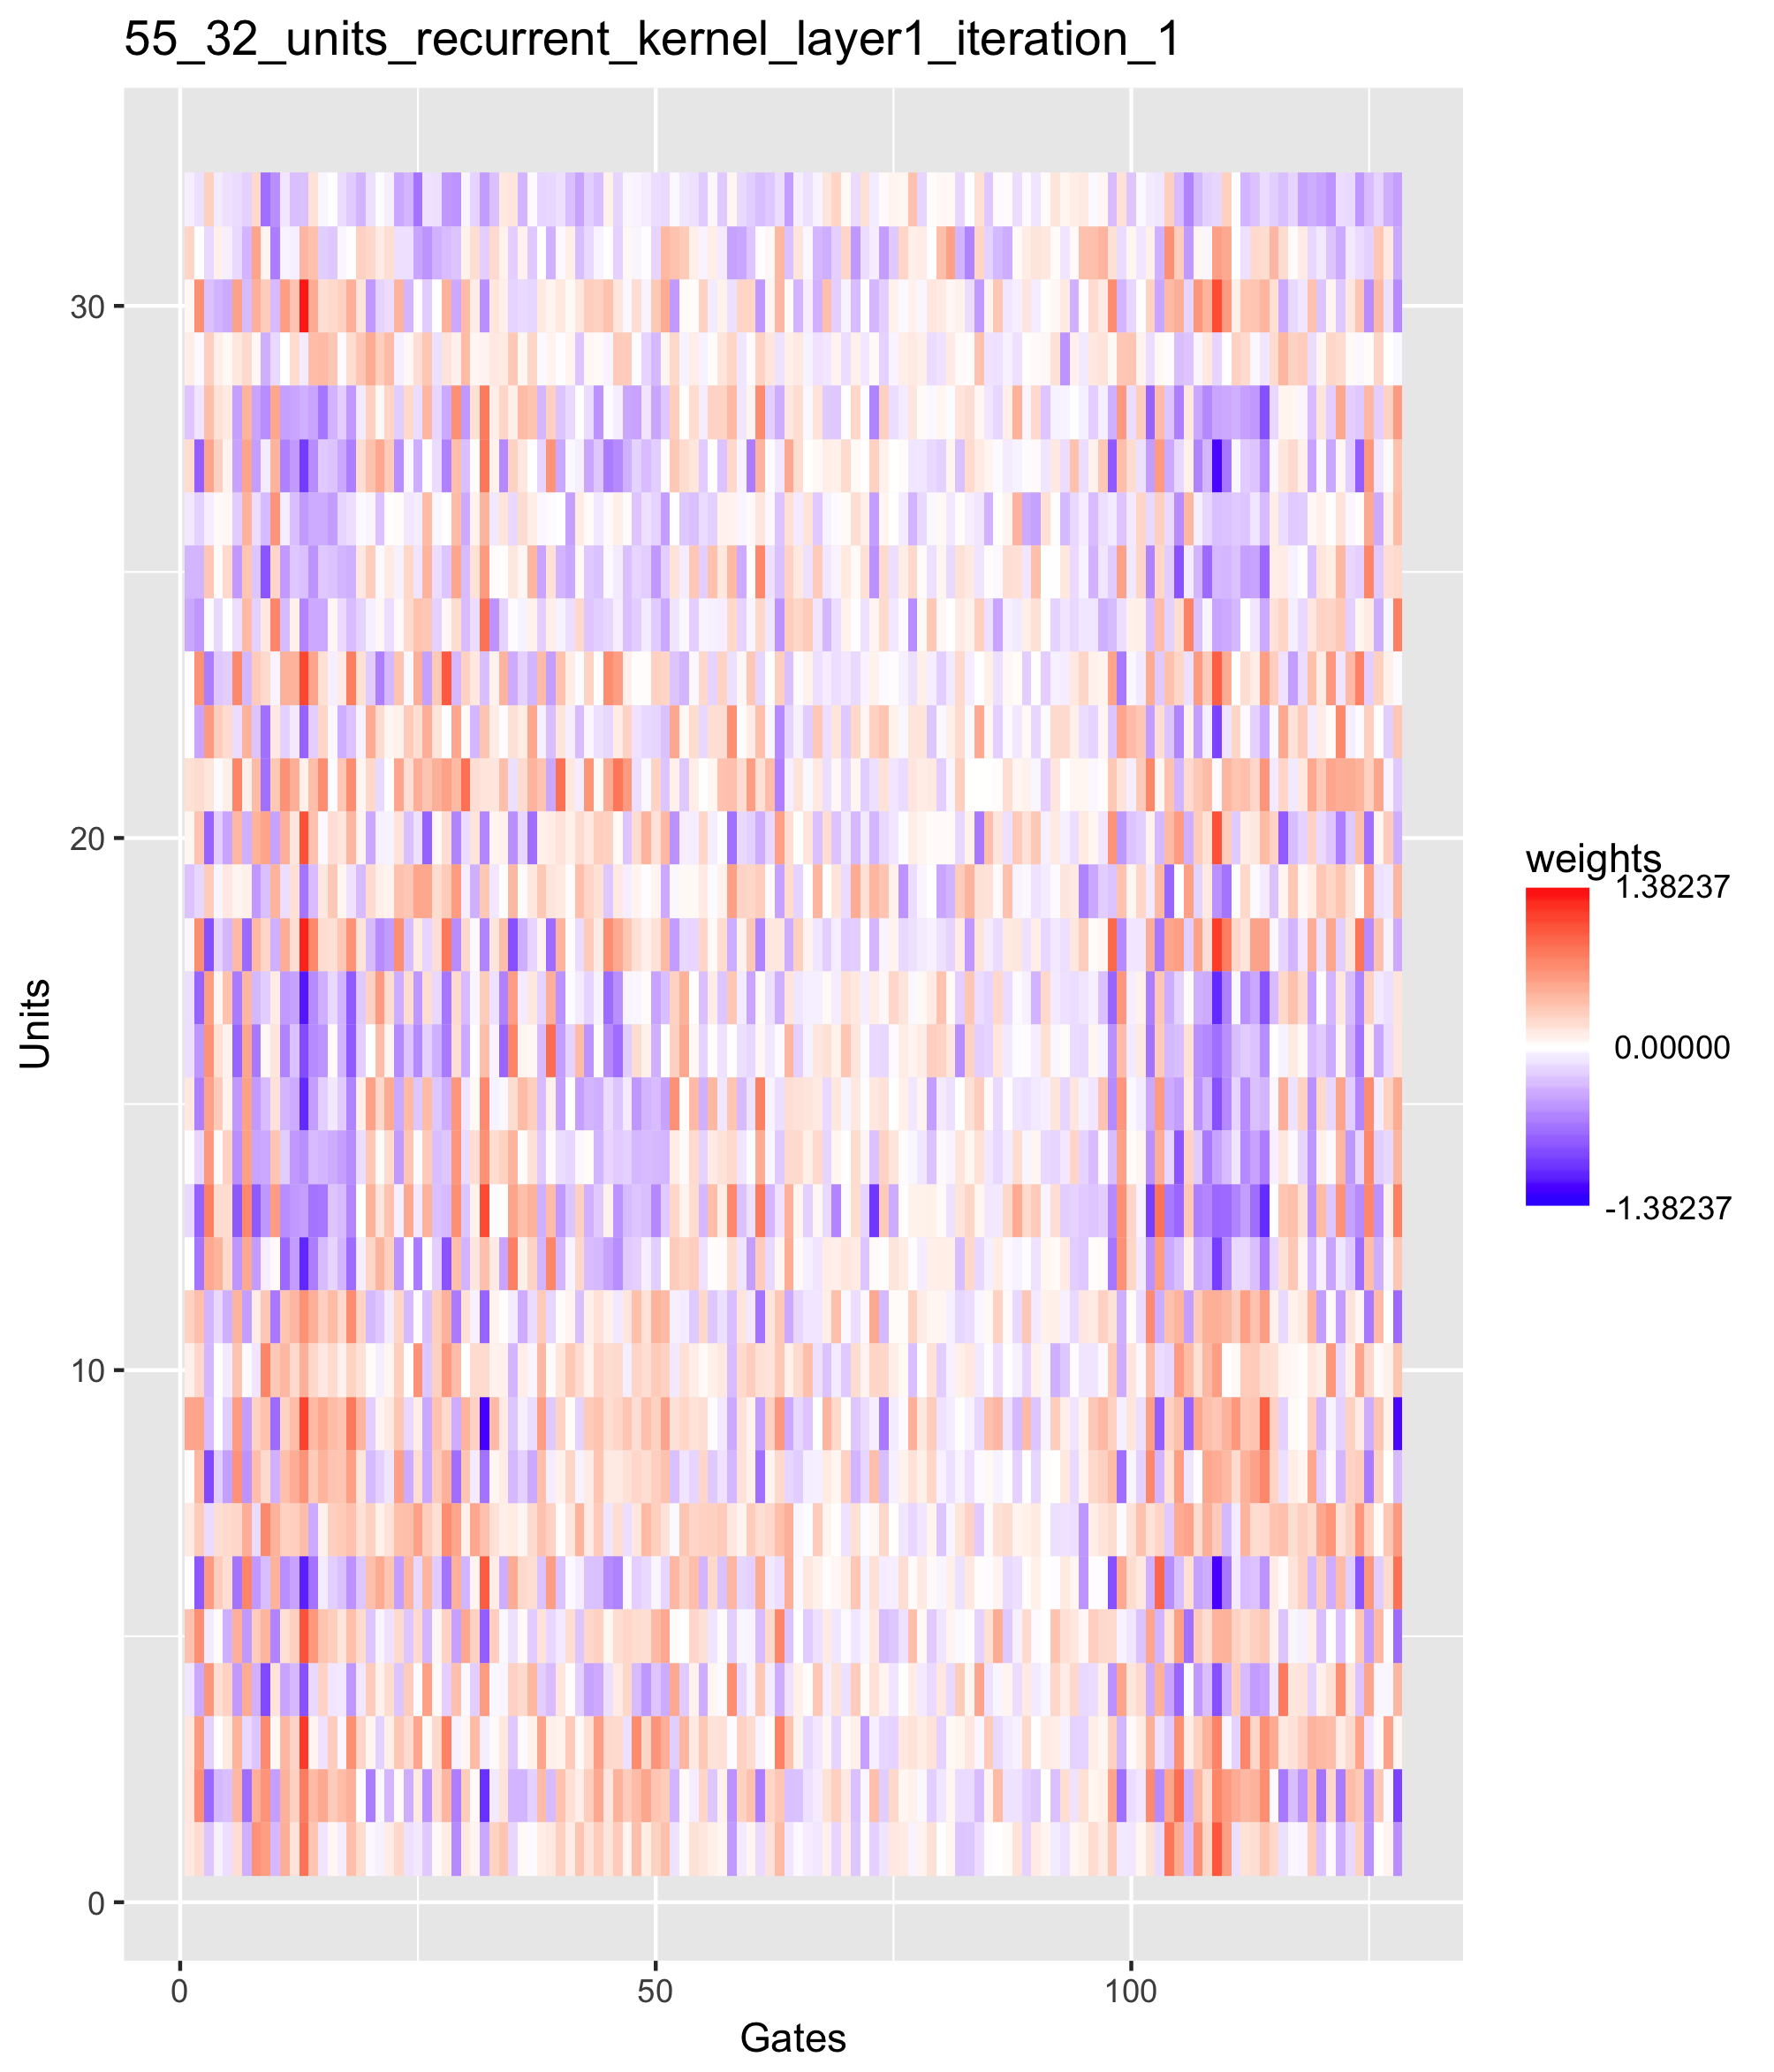 55_32_units_recurrent_kernel_layer1_iteration_1
30
20
10
0
Units
0 50 100
Gates
weights
1.38237
0.00000
-1.38237